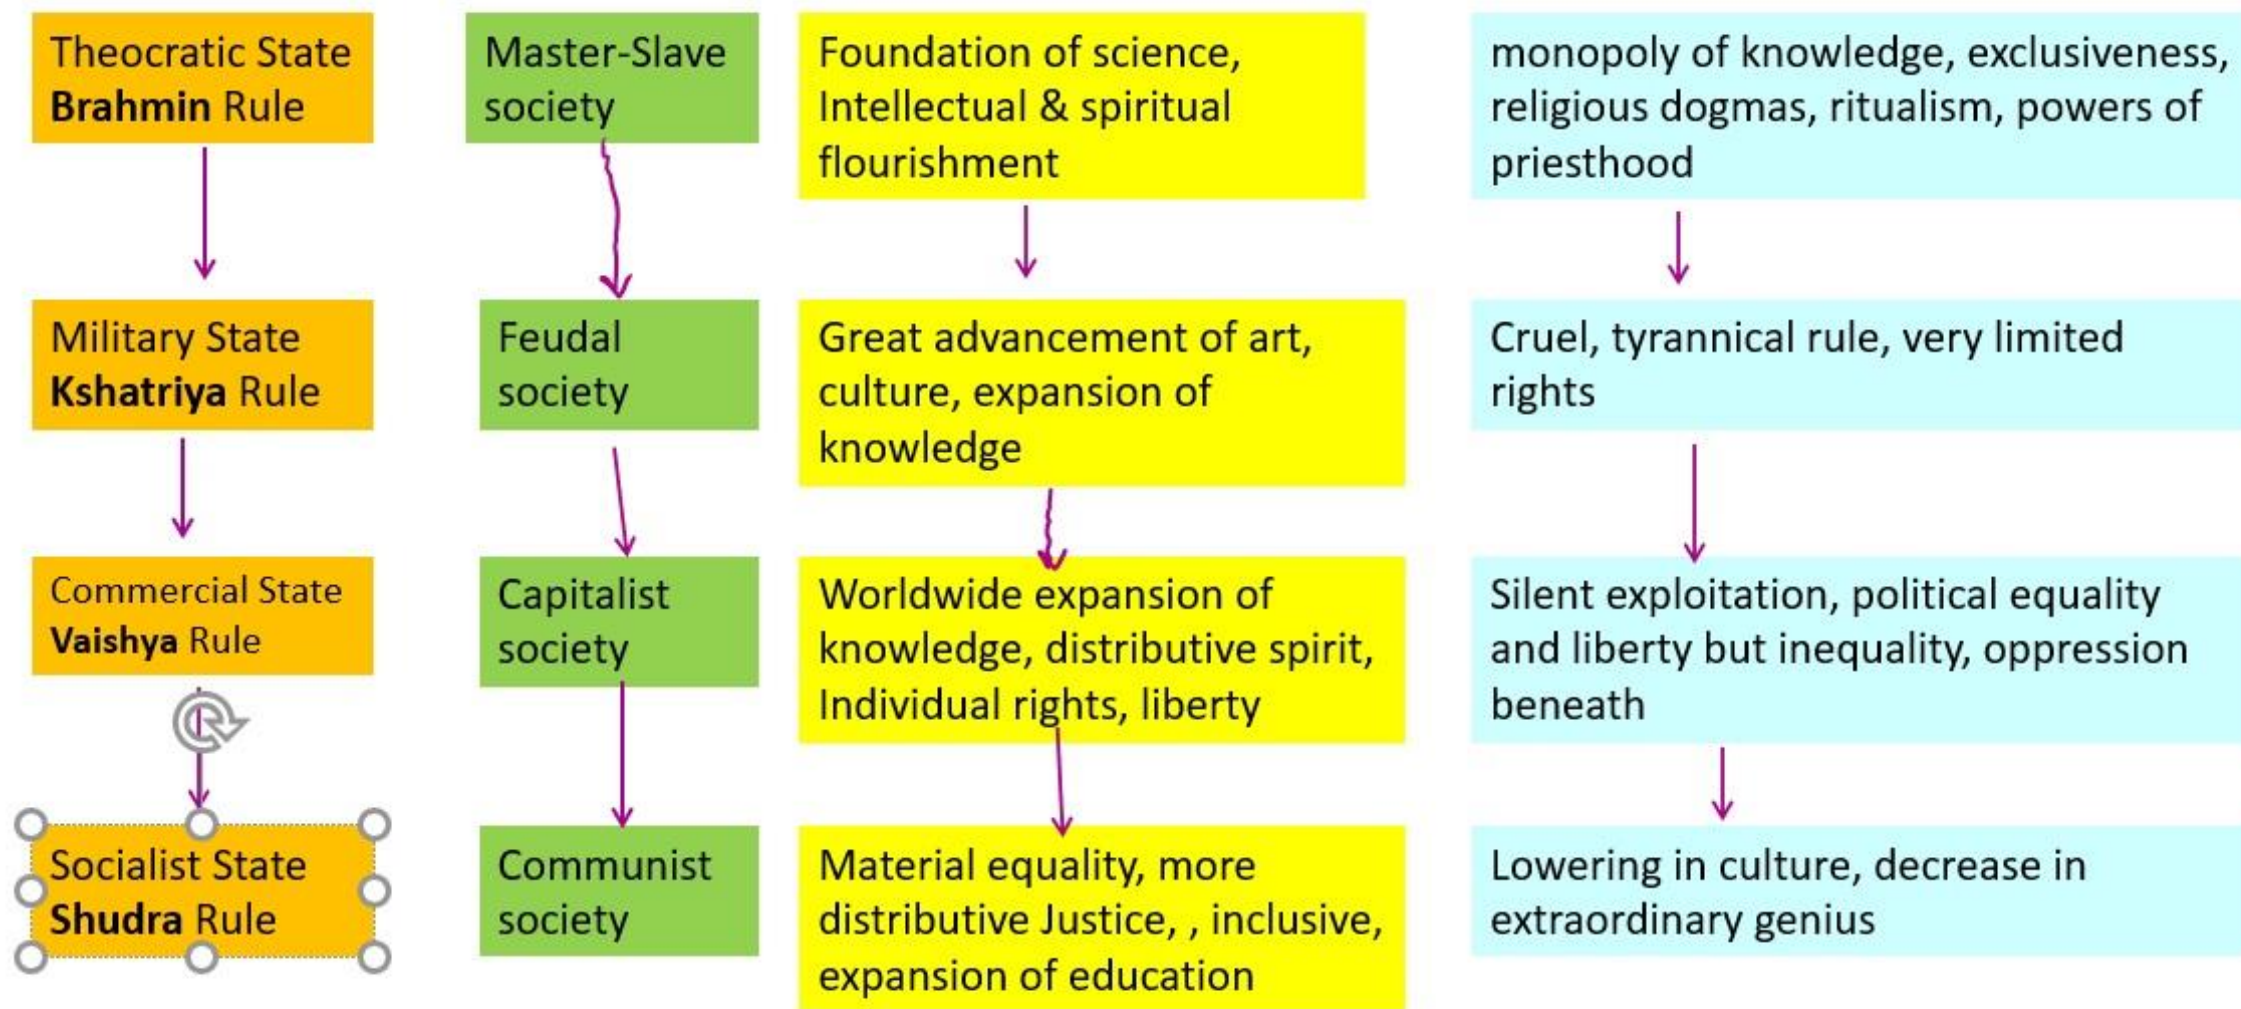 Theocratic State
Brahmin Rule
Master-Slave
society
Foundation of science,
Intellectual & spiritual
flourishment
monopoly of knowledge, exclusiveness,
religious dogmas, ritualism, powers of
priesthood
Military State
Kshatriya Rule
Feudal
society
Great advancement of art,
culture, expansion of
knowledge
Cruel, tyrannical rule, very limited
rights
Commercial State
Vaishya Rule
Capitalist
society
Worldwide expansion of
knowledge, distributive spirit,
Individual rights, liberty
Silent exploitation, political equality
and liberty but inequality, oppression
beneath
Socialist State
Shudra Rule
Communist
society
Material equality, more
distributive Justice, , inclusive,
expansion of education
Lowering in culture, decrease in
extraordinary genius